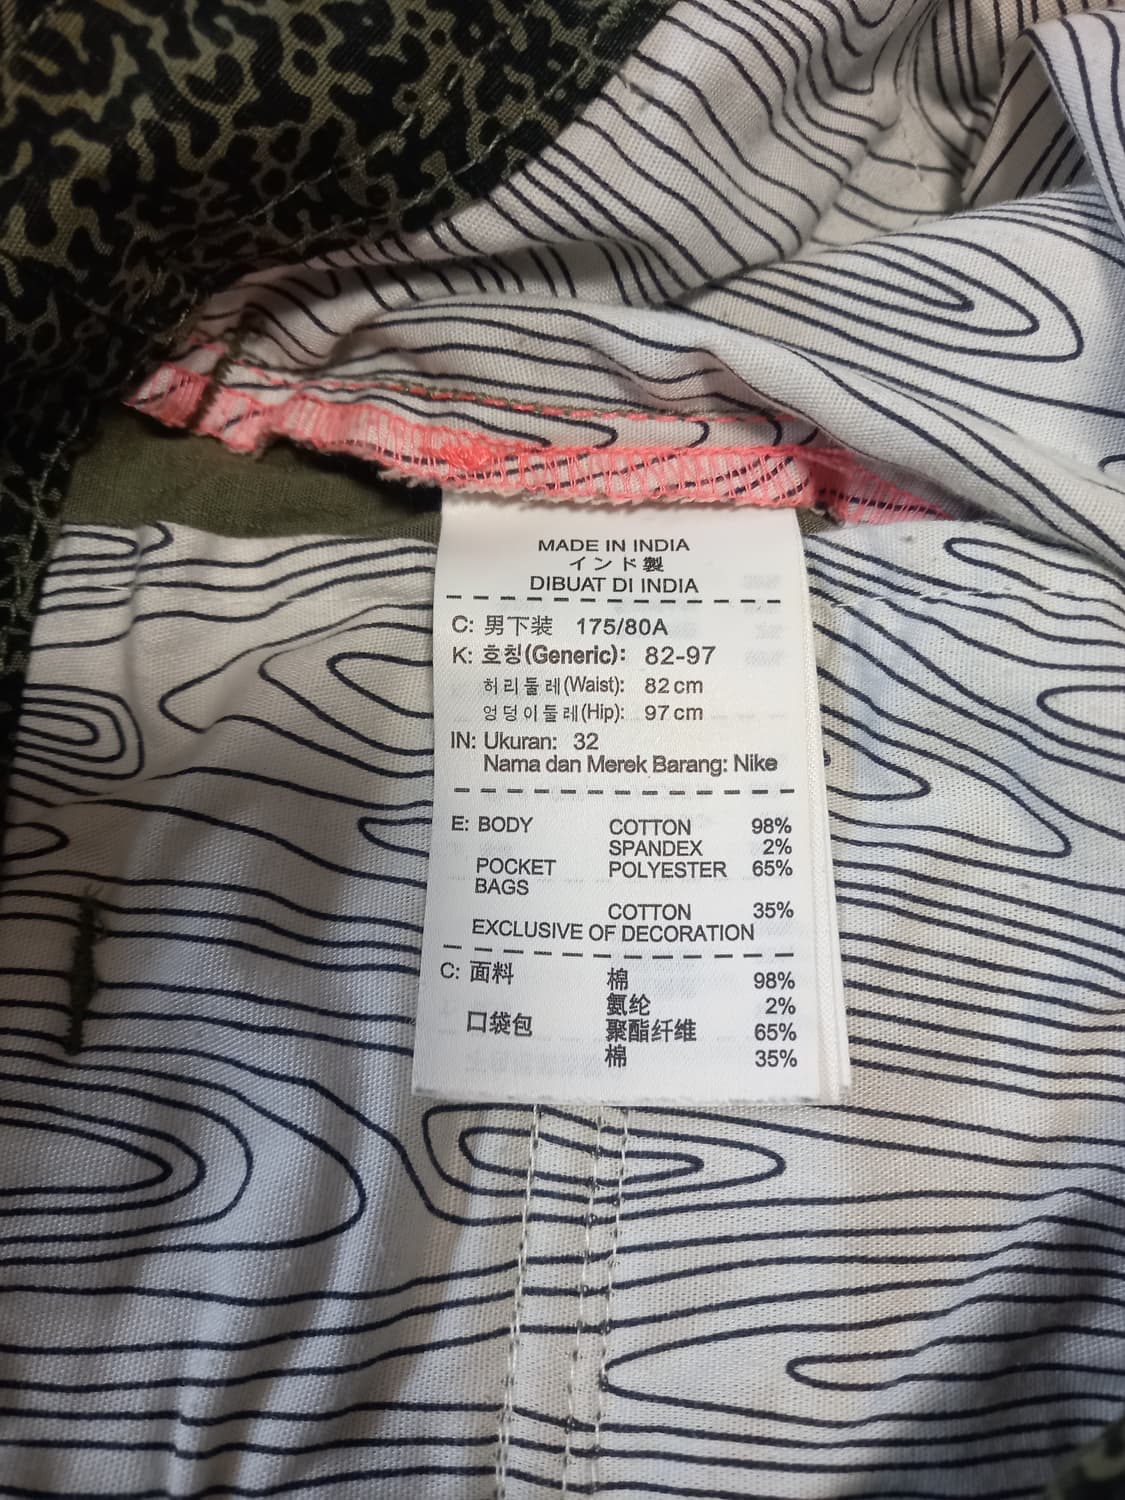 MADE IN INDIA
インド製
DIBUAT DI INDIA
C: 男下装 175/80A
K: 호칭(Generic): 82-97
허리둘레(Waist): 82 cm
엉덩이둘레(Hip): 97 cm
IN: Ukuran: 32
Nama dan Merek Barang: Nike
E: BODY COTTON 98%
SPANDEX 2%
POCKET POLYESTER 65%
BAGS
COTTON 35%
EXCLUSIVE OF DECORATION
C: 面料 棉 98%
氨纶 2%
口袋包 聚酯纤维 65%
棉 35%